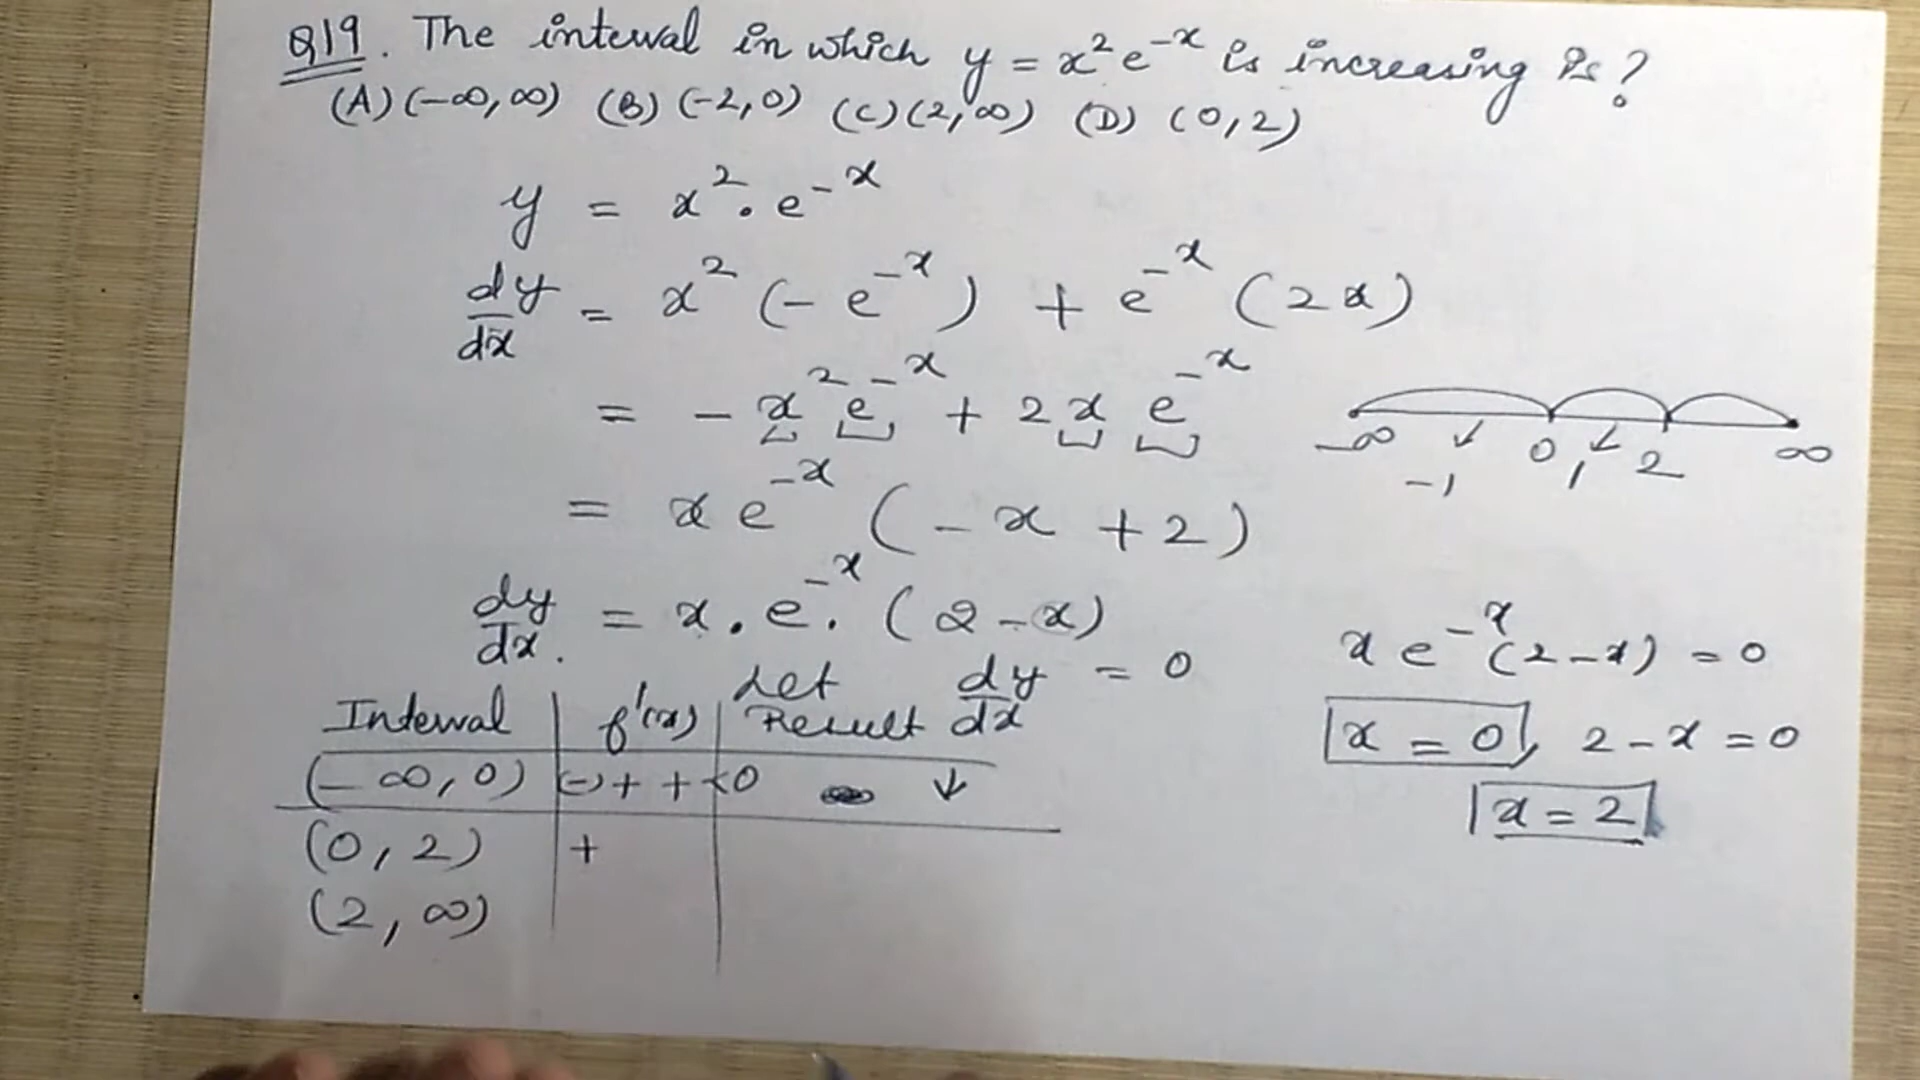 Q19. The interval in which y = x²e⁻ˣ is increasing is?
(A) (-∞, ∞) (B) (-2, 0) (C) (2, ∞) (D) (0, 2)
y = x² . e⁻ˣ
dy/dx = x² (- e⁻ˣ) + e⁻ˣ (2x)
= - x² e⁻ˣ + 2x e⁻ˣ
-∞ 0 2 ∞
-1 1
= x e⁻ˣ (-x + 2)
dy/dx = x . e⁻ˣ . (2 - x)
Let dy/dx = 0
x e⁻ˣ (2 - x) = 0
x = 0, 2 - x = 0
x = 2
Interval f'(x) Result
(-∞, 0) (-) + + <0 ↓
(0, 2) +
(2, ∞)